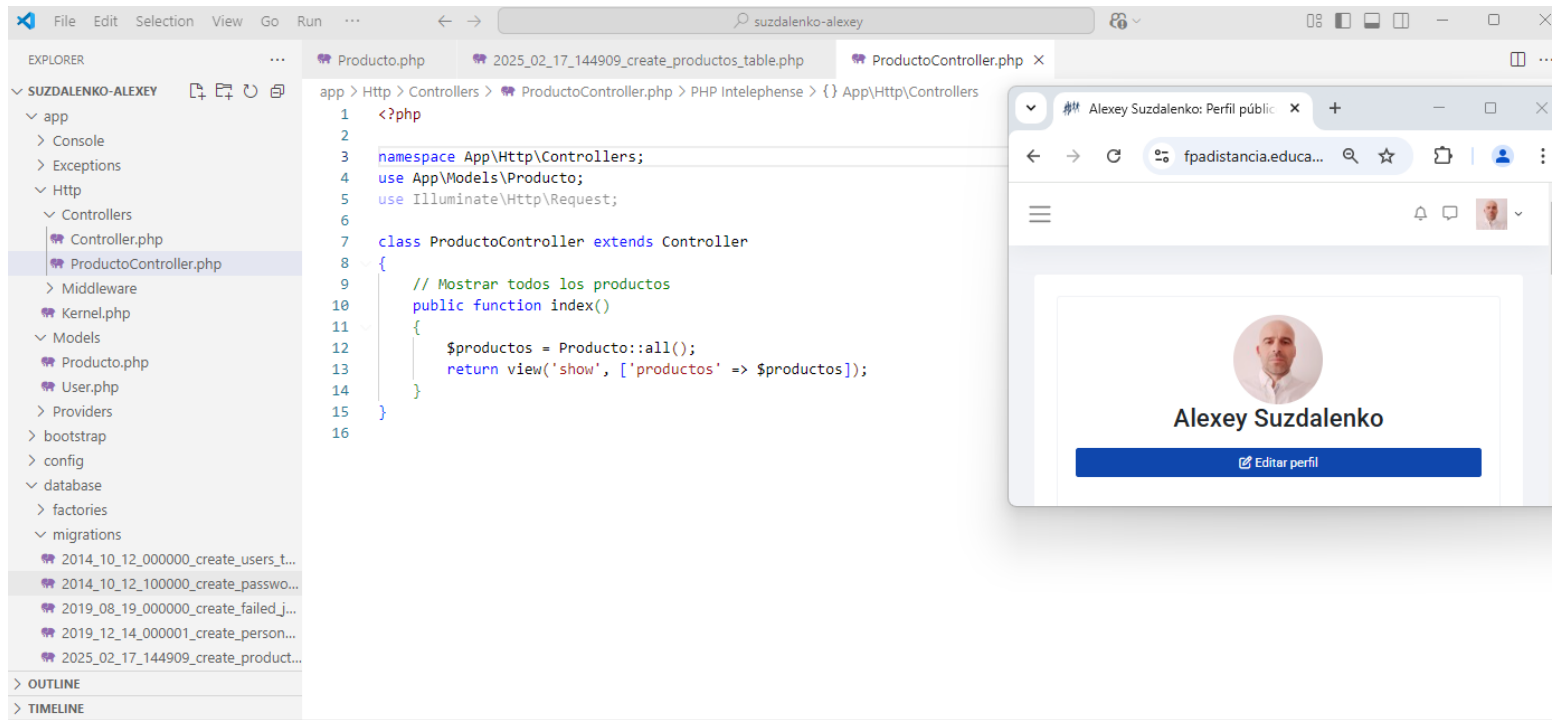 File Edit Selection View Go Run ··· suzdalenko-alexey
EXPLORER ···
SUZDALENKO-ALEXEY
app
Console
Exceptions
Http
Controllers
Controller.php
ProductoController.php
Middleware
Kernel.php
Models
Producto.php
User.php
Providers
bootstrap
config
database
factories
migrations
2014_10_12_000000_create_users_t...
2014_10_12_100000_create_passwo...
2019_08_19_000000_create_failed_j...
2019_12_14_000001_create_person...
2025_02_17_144909_create_product...
OUTLINE
TIMELINE
Producto.php 2025_02_17_144909_create_productos_table.php ProductoController.php
app > Http > Controllers > ProductoController.php > PHP Intelephense > {} App\Http\Controllers
1 <?php
2
3 namespace App\Http\Controllers;
4 use App\Models\Producto;
5 use Illuminate\Http\Request;
6
7 class ProductoController extends Controller
8 {
9 // Mostrar todos los productos
10 public function index()
11 {
12 $productos = Producto::all();
13 return view('show', ['productos' => $productos]);
14 }
15 }
16
Alexey Suzdalenko: Perfil públic
fpadistancia.educa...
Alexey Suzdalenko
Editar perfil